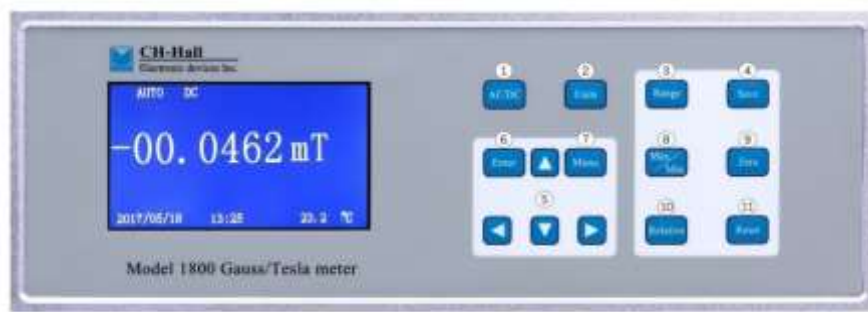 CH-Hall
Electronic devices Inc.
AUTO DC
-00.0462 mT
2017/05/18 13:25 20.2 ℃
Model 1800 Gauss/Tesla meter
① ② ③ ④
AC/DC Units Range Save
⑥ ⑦ ⑧ ⑨
Enter Menu Max/Min Zero
⑤ ⑩ ⑪
Relative Reset